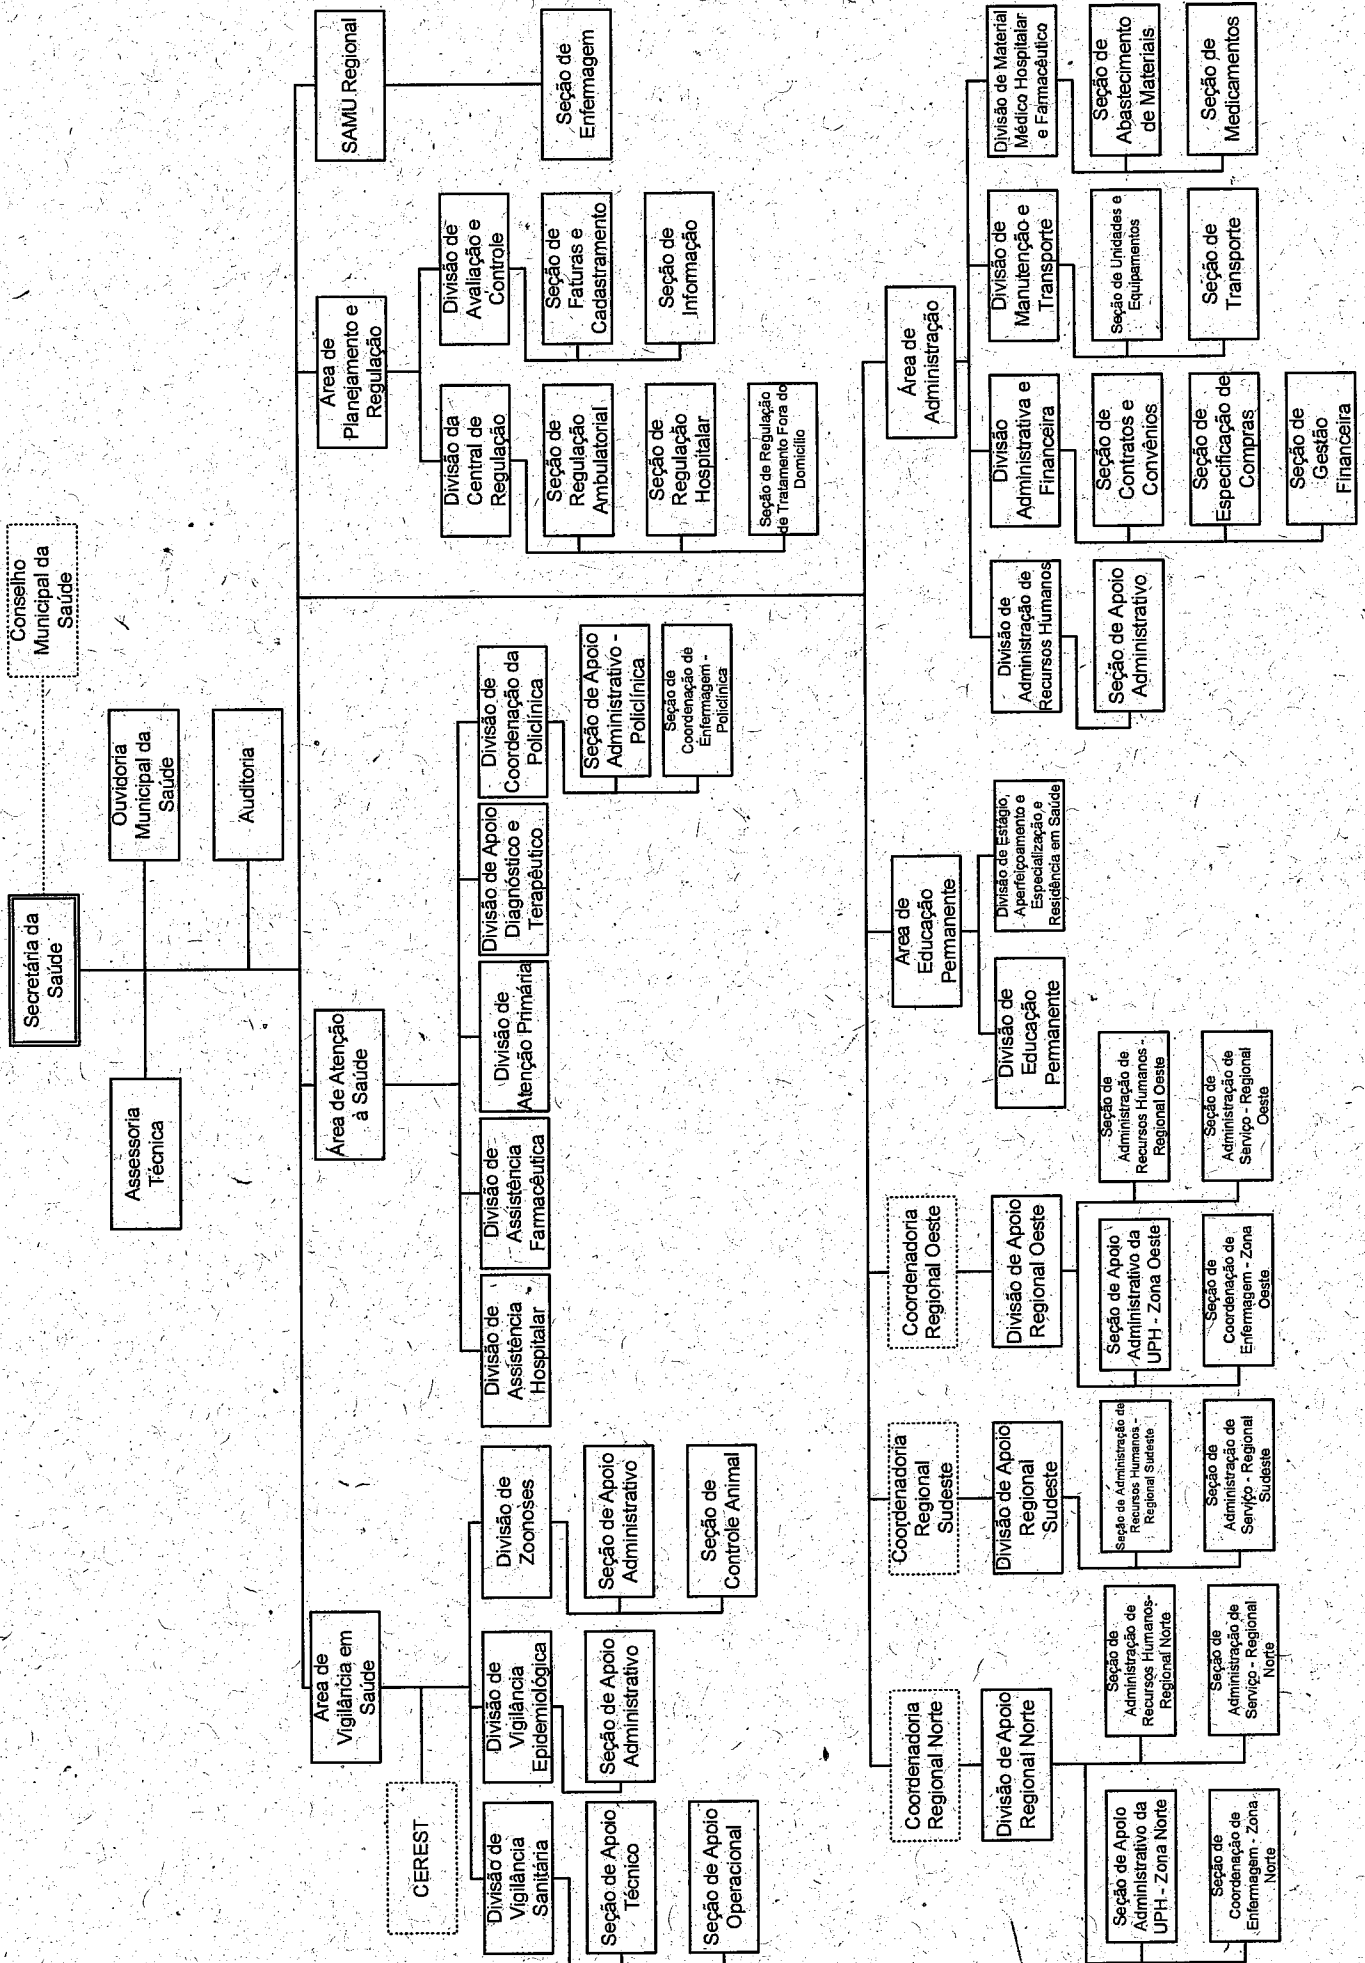 Conselho
Municipal da
Saúde
Secretária da
Saúde
Ouvidoria
Municipal da
Saúde
Assessoria
Técnica
Auditoria
Área de
Vigilância em
Saúde
Área de Atenção
à Saúde
Área de
Planejamento e
Regulação
SAMU Regional
CEREST
Divisão de
Vigilância
Sanitária
Divisão de
Vigilância
Epidemiológica
Divisão de
Zoonoses
Divisão de
Assistência
Hospitalar
Divisão de
Assistência
Farmacêutica
Divisão de
Atenção Primária
Divisão de Apoio
Diagnóstico e
Terapêutico
Divisão de
Coordenação da
Policlínica
Divisão da
Central de
Regulação
Divisão de
Avaliação e
Controle
Seção de
Enfermagem
Seção de Apoio
Técnico
Seção de Apoio
Operacional
Seção de Apoio
Administrativo
Seção de Apoio
Administrativo
Seção de
Controle Animal
Seção de Apoio
Administrativo -
Policlínica
Seção de
Coordenação de
Enfermagem -
Policlínica
Seção de
Regulação
Ambulatorial
Seção de
Regulação
Hospitalar
Seção de Regulação
de Tratamento Fora do
Domicílio
Seção de
Faturas e
Cadastramento
Seção de
Informação
Coordenadoria
Regional Norte
Coordenadoria
Regional
Sudeste
Coordenadoria
Regional Oeste
Área de
Educação
Permanente
Área de
Administração
Divisão de Apoio
Regional Norte
Divisão de Apoio
Regional
Sudeste
Divisão de Apoio
Regional Oeste
Divisão de
Educação
Permanente
Divisão de Estágio,
Aperfeiçoamento e
Especialização e
Residência em Saúde
Divisão de
Administração de
Recursos Humanos
Divisão
Administrativa e
Financeira
Divisão de
Manutenção e
Transporte
Divisão de Material
Médico Hospitalar
e Farmacêutico
Seção de Apoio
Administrativo da
UPH - Zona Norte
Seção de
Coordenação de
Enfermagem - Zona
Norte
Seção de
Administração de
Recursos Humanos-
Regional Norte
Seção de
Administração de
Serviço - Regional
Norte
Seção de Administração de
Recursos Humanos -
Regional Sudeste
Seção de
Administração de
Serviço - Regional
Sudeste
Seção de Apoio
Administrativo da
UPH - Zona Oeste
Seção de
Coordenação de
Enfermagem - Zona
Oeste
Seção de
Administração de
Recursos Humanos -
Regional Oeste
Seção de
Administração de
Serviço - Regional
Oeste
Seção de Apoio
Administrativo
Seção de
Contratos e
Convênios
Seção de
Especificação de
Compras
Seção de
Gestão
Financeira
Seção de Unidades e
Equipamentos
Seção de
Transporte
Seção de
Abastecimento
de Materiais
Seção de
Medicamentos